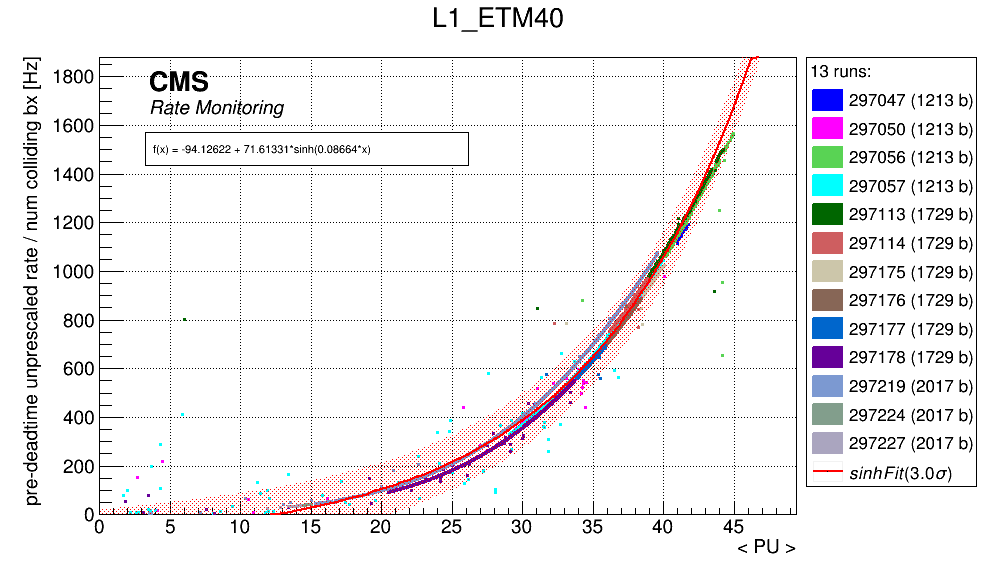 L1_ETM40
pre-deadtime unprescaled rate / num colliding bx [Hz]
CMS
Rate Monitoring
f(x) = -94.12622 + 71.61331*sinh(0.08664*x)
1800
1600
1400
1200
1000
800
600
400
200
0
0 5 10 15 20 25 30 35 40 45
< PU >
13 runs:
297047 (1213 b)
297050 (1213 b)
297056 (1213 b)
297057 (1213 b)
297113 (1729 b)
297114 (1729 b)
297175 (1729 b)
297176 (1729 b)
297177 (1729 b)
297178 (1729 b)
297219 (2017 b)
297224 (2017 b)
297227 (2017 b)
sinhFit(3.0σ)